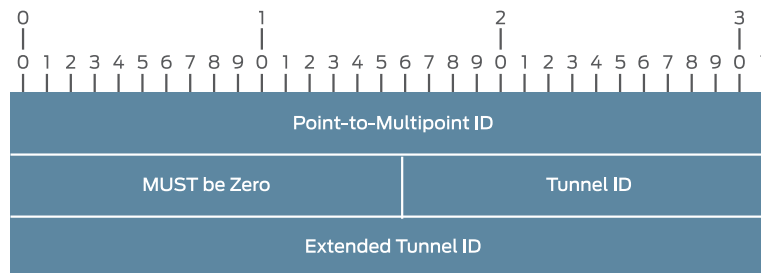 0 1 2 3
0 1 2 3 4 5 6 7 8 9 0 1 2 3 4 5 6 7 8 9 0 1 2 3 4 5 6 7 8 9 0
Point-to-Multipoint ID
MUST be Zero Tunnel ID
Extended Tunnel ID